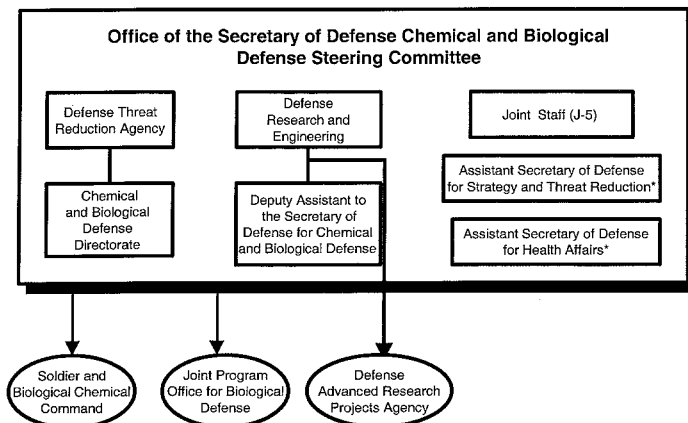 Office of the Secretary of Defense Chemical and Biological
Defense Steering Committee
Defense Threat
Reduction Agency
Defense
Research and
Engineering
Joint Staff (J-5)
Chemical
and Biological
Defense
Directorate
Deputy Assistant to
the Secretary of
Defense for Chemical
and Biological Defense
Assistant Secretary of Defense
for Strategy and Threat Reduction*
Assistant Secretary of Defense
for Health Affairs*
Soldier and
Biological Chemical
Command
Joint Program
Office for Biological
Defense
Defense
Advanced Research
Projects Agency